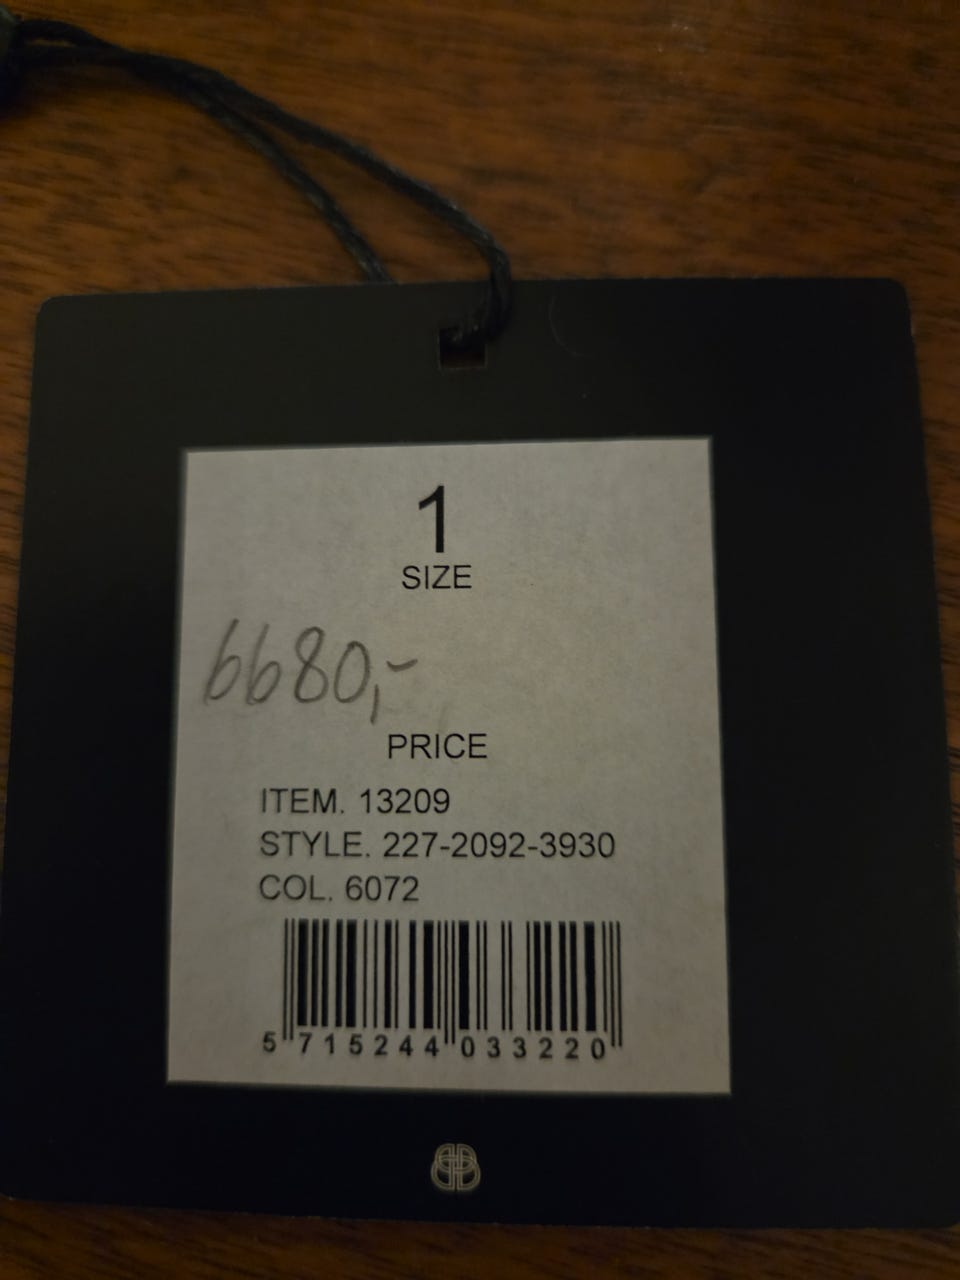 1
SIZE
6680,-
PRICE
ITEM. 13209
STYLE. 227-2092-3930
COL. 6072
5 715244 033220